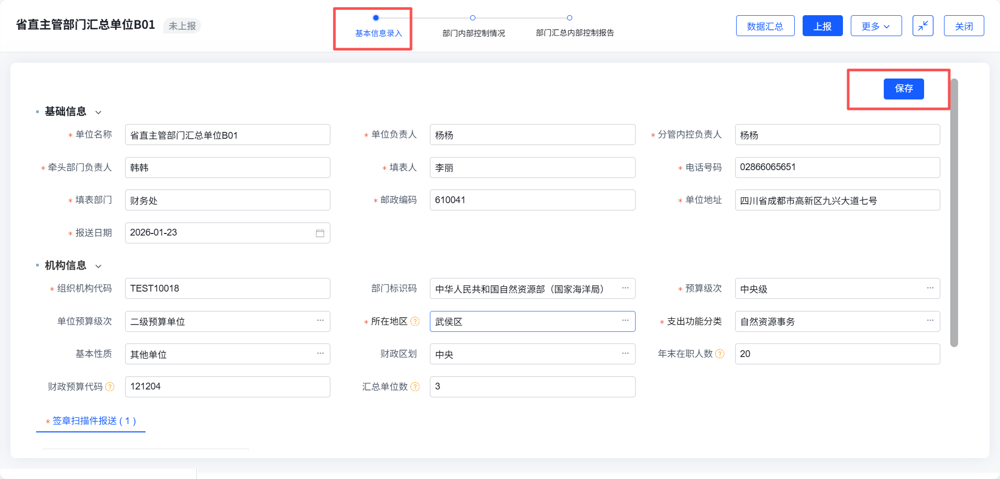 省直主管部门汇总单位B01 未上报
基本信息录入 部门内部控制情况 部门汇总内部控制报告
数据汇总 上报 更多 关闭
保存
基础信息
* 单位名称 省直主管部门汇总单位B01 * 单位负责人 杨杨 * 分管内控负责人 杨杨
* 牵头部门负责人 韩韩 * 填表人 李丽 * 电话号码 02866065651
* 填表部门 财务处 * 邮政编码 610041 * 单位地址 四川省成都市高新区九兴大道七号
* 报送日期 2026-01-23
机构信息
* 组织机构代码 TEST10018 部门标识码 中华人民共和国自然资源部（国家海洋局） ··· * 预算级次 中央级 ···
单位预算级次 二级预算单位 ··· * 所在地区 ? 武侯区 ··· * 支出功能分类 自然资源事务 ···
基本性质 其他单位 ··· 财政区划 中央 ··· 年末在职人数 ? 20
财政预算代码 ? 121204 汇总单位数 ? 3
* 签章扫描件报送 ( 1 )